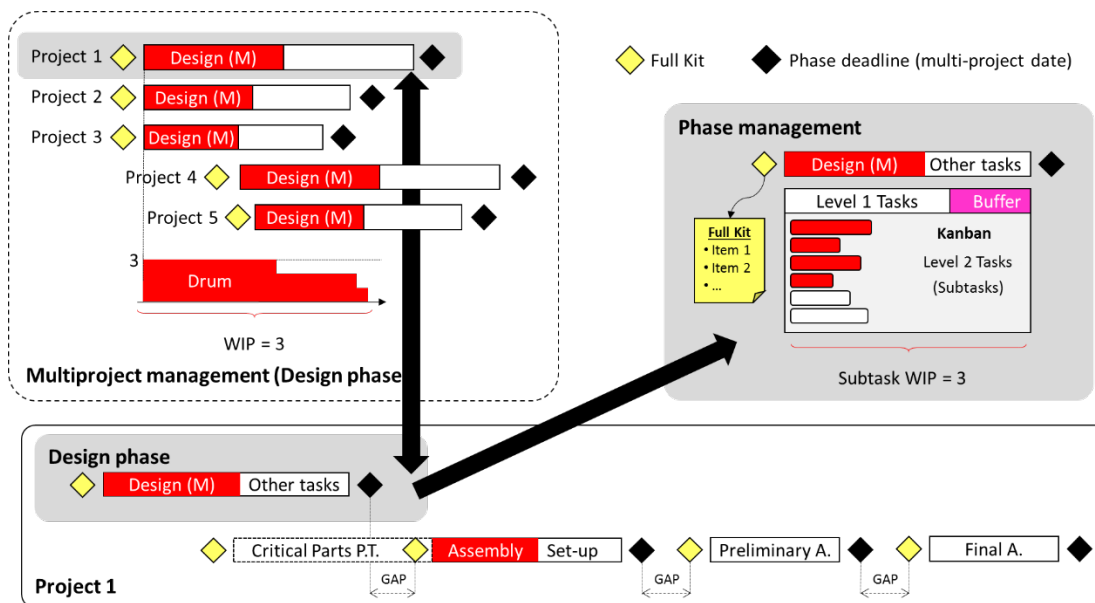 Project 1
Design (M)
Project 2
Design (M)
Project 3
Design (M)
Project 4
Design (M)
Project 5
Design (M)
3
Drum
WIP = 3
Multiproject management (Design phase
Full Kit
Phase deadline (multi-project date)
Phase management
Design (M)
Other tasks
Level 1 Tasks
Buffer
Full Kit
• Item 1
• Item 2
• ...
Kanban
Level 2 Tasks
(Subtasks)
Subtask WIP = 3
Design phase
Design (M)
Other tasks
Critical Parts P.T.
Assembly
Set-up
Preliminary A.
Final A.
GAP
GAP
GAP
Project 1